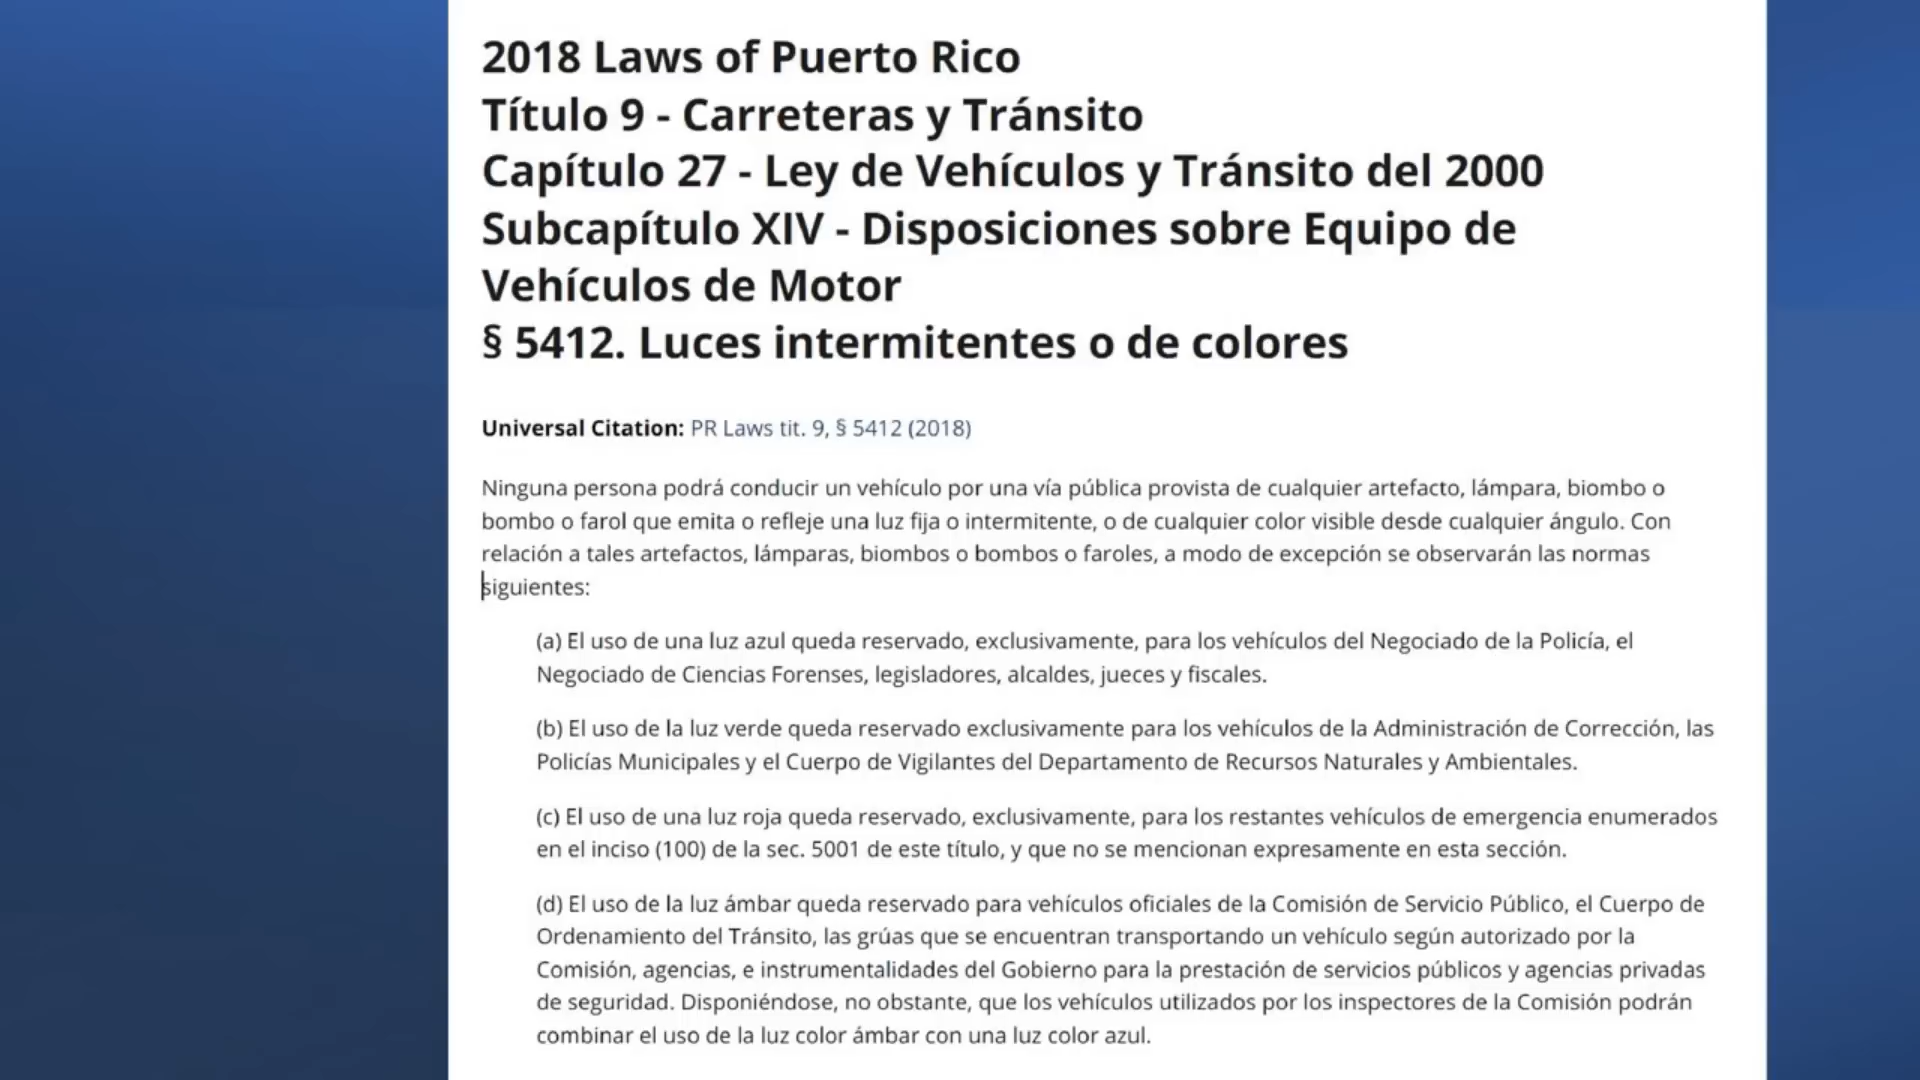 2018 Laws of Puerto Rico
Título 9 - Carreteras y Tránsito
Capítulo 27 - Ley de Vehículos y Tránsito del 2000
Subcapítulo XIV - Disposiciones sobre Equipo de
Vehículos de Motor
§ 5412. Luces intermitentes o de colores
Universal Citation: PR Laws tit. 9, § 5412 (2018)
Ninguna persona podrá conducir un vehículo por una vía pública provista de cualquier artefacto, lámpara, biombo o
bombo o farol que emita o refleje una luz fija o intermitente, o de cualquier color visible desde cualquier ángulo. Con
relación a tales artefactos, lámparas, biombos o bombos o faroles, a modo de excepción se observarán las normas
siguientes:
(a) El uso de una luz azul queda reservado, exclusivamente, para los vehículos del Negociado de la Policía, el
Negociado de Ciencias Forenses, legisladores, alcaldes, jueces y fiscales.
(b) El uso de la luz verde queda reservado exclusivamente para los vehículos de la Administración de Corrección, las
Policías Municipales y el Cuerpo de Vigilantes del Departamento de Recursos Naturales y Ambientales.
(c) El uso de una luz roja queda reservado, exclusivamente, para los restantes vehículos de emergencia enumerados
en el inciso (100) de la sec. 5001 de este título, y que no se mencionan expresamente en esta sección.
(d) El uso de la luz ámbar queda reservado para vehículos oficiales de la Comisión de Servicio Público, el Cuerpo de
Ordenamiento del Tránsito, las grúas que se encuentran transportando un vehículo según autorizado por la
Comisión, agencias, e instrumentalidades del Gobierno para la prestación de servicios públicos y agencias privadas
de seguridad. Disponiéndose, no obstante, que los vehículos utilizados por los inspectores de la Comisión podrán
combinar el uso de la luz color ámbar con una luz color azul.